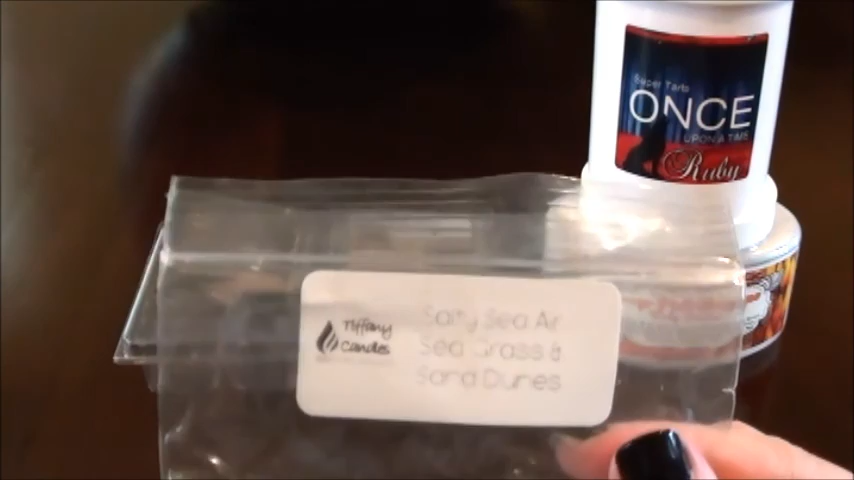 Super Tarts
ONCE
UPON A TIME
Ruby
Tiffany
Candles
Salty Sea Air
Sea Grass &
Sand Dunes